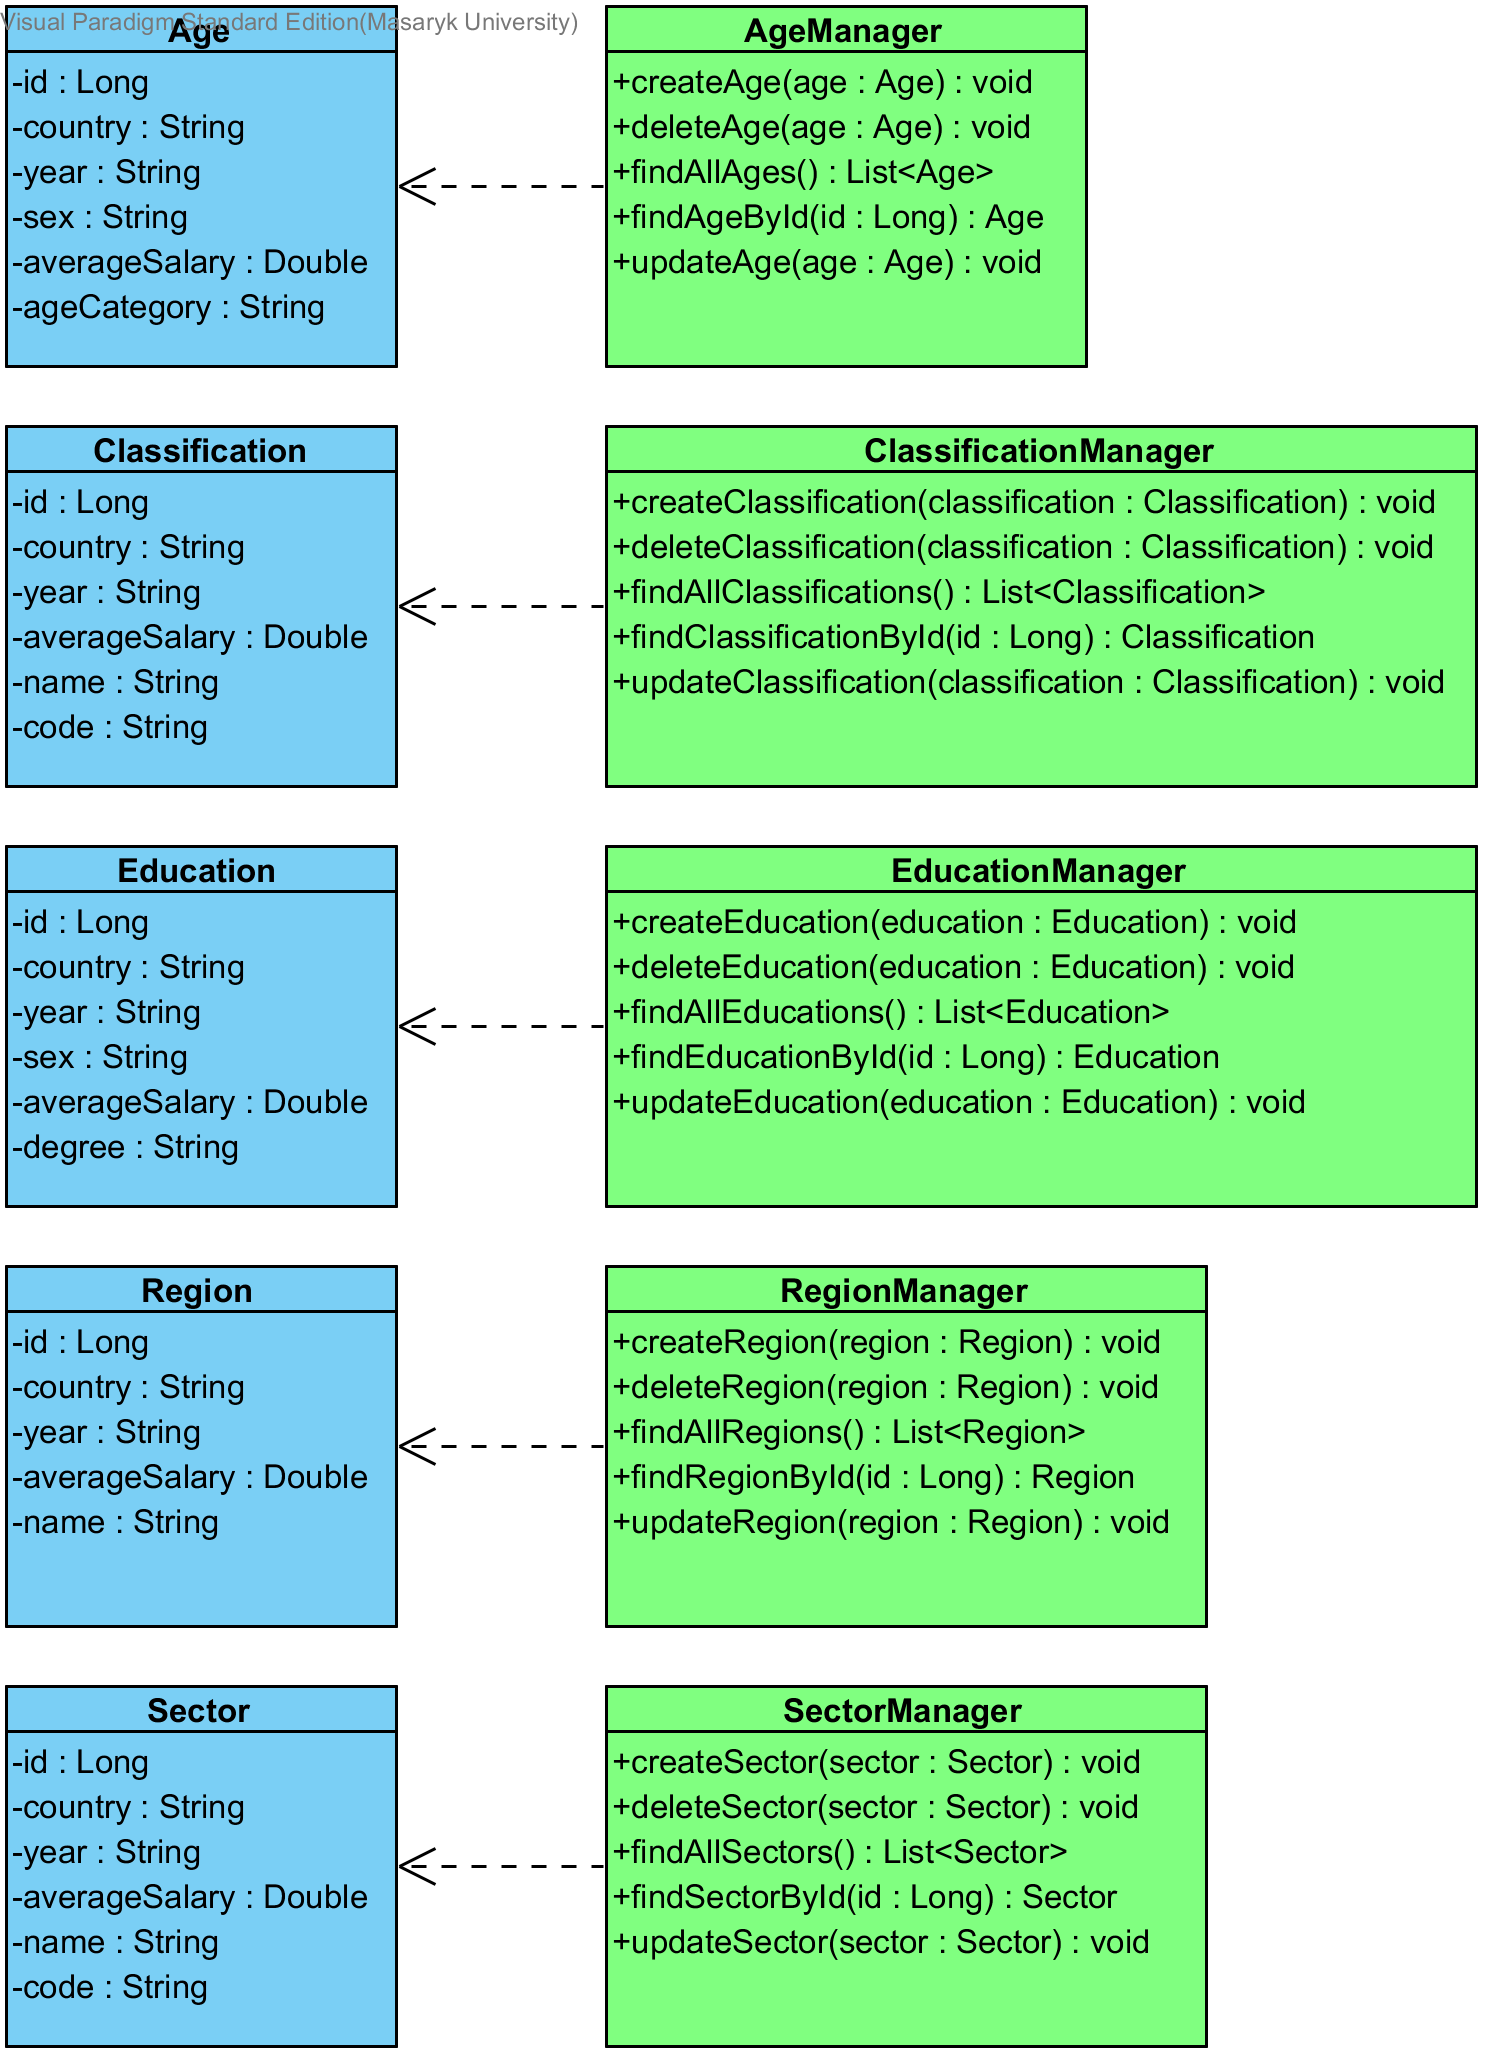 Visual Paradigm Standard Edition(Masaryk University)
Age
-id : Long
-country : String
-year : String
-sex : String
-averageSalary : Double
-ageCategory : String
AgeManager
+createAge(age : Age) : void
+deleteAge(age : Age) : void
+findAllAges() : List<Age>
+findAgeById(id : Long) : Age
+updateAge(age : Age) : void
Classification
-id : Long
-country : String
-year : String
-averageSalary : Double
-name : String
-code : String
ClassificationManager
+createClassification(classification : Classification) : void
+deleteClassification(classification : Classification) : void
+findAllClassifications() : List<Classification>
+findClassificationById(id : Long) : Classification
+updateClassification(classification : Classification) : void
Education
-id : Long
-country : String
-year : String
-sex : String
-averageSalary : Double
-degree : String
EducationManager
+createEducation(education : Education) : void
+deleteEducation(education : Education) : void
+findAllEducations() : List<Education>
+findEducationById(id : Long) : Education
+updateEducation(education : Education) : void
Region
-id : Long
-country : String
-year : String
-averageSalary : Double
-name : String
RegionManager
+createRegion(region : Region) : void
+deleteRegion(region : Region) : void
+findAllRegions() : List<Region>
+findRegionById(id : Long) : Region
+updateRegion(region : Region) : void
Sector
-id : Long
-country : String
-year : String
-averageSalary : Double
-name : String
-code : String
SectorManager
+createSector(sector : Sector) : void
+deleteSector(sector : Sector) : void
+findAllSectors() : List<Sector>
+findSectorById(id : Long) : Sector
+updateSector(sector : Sector) : void